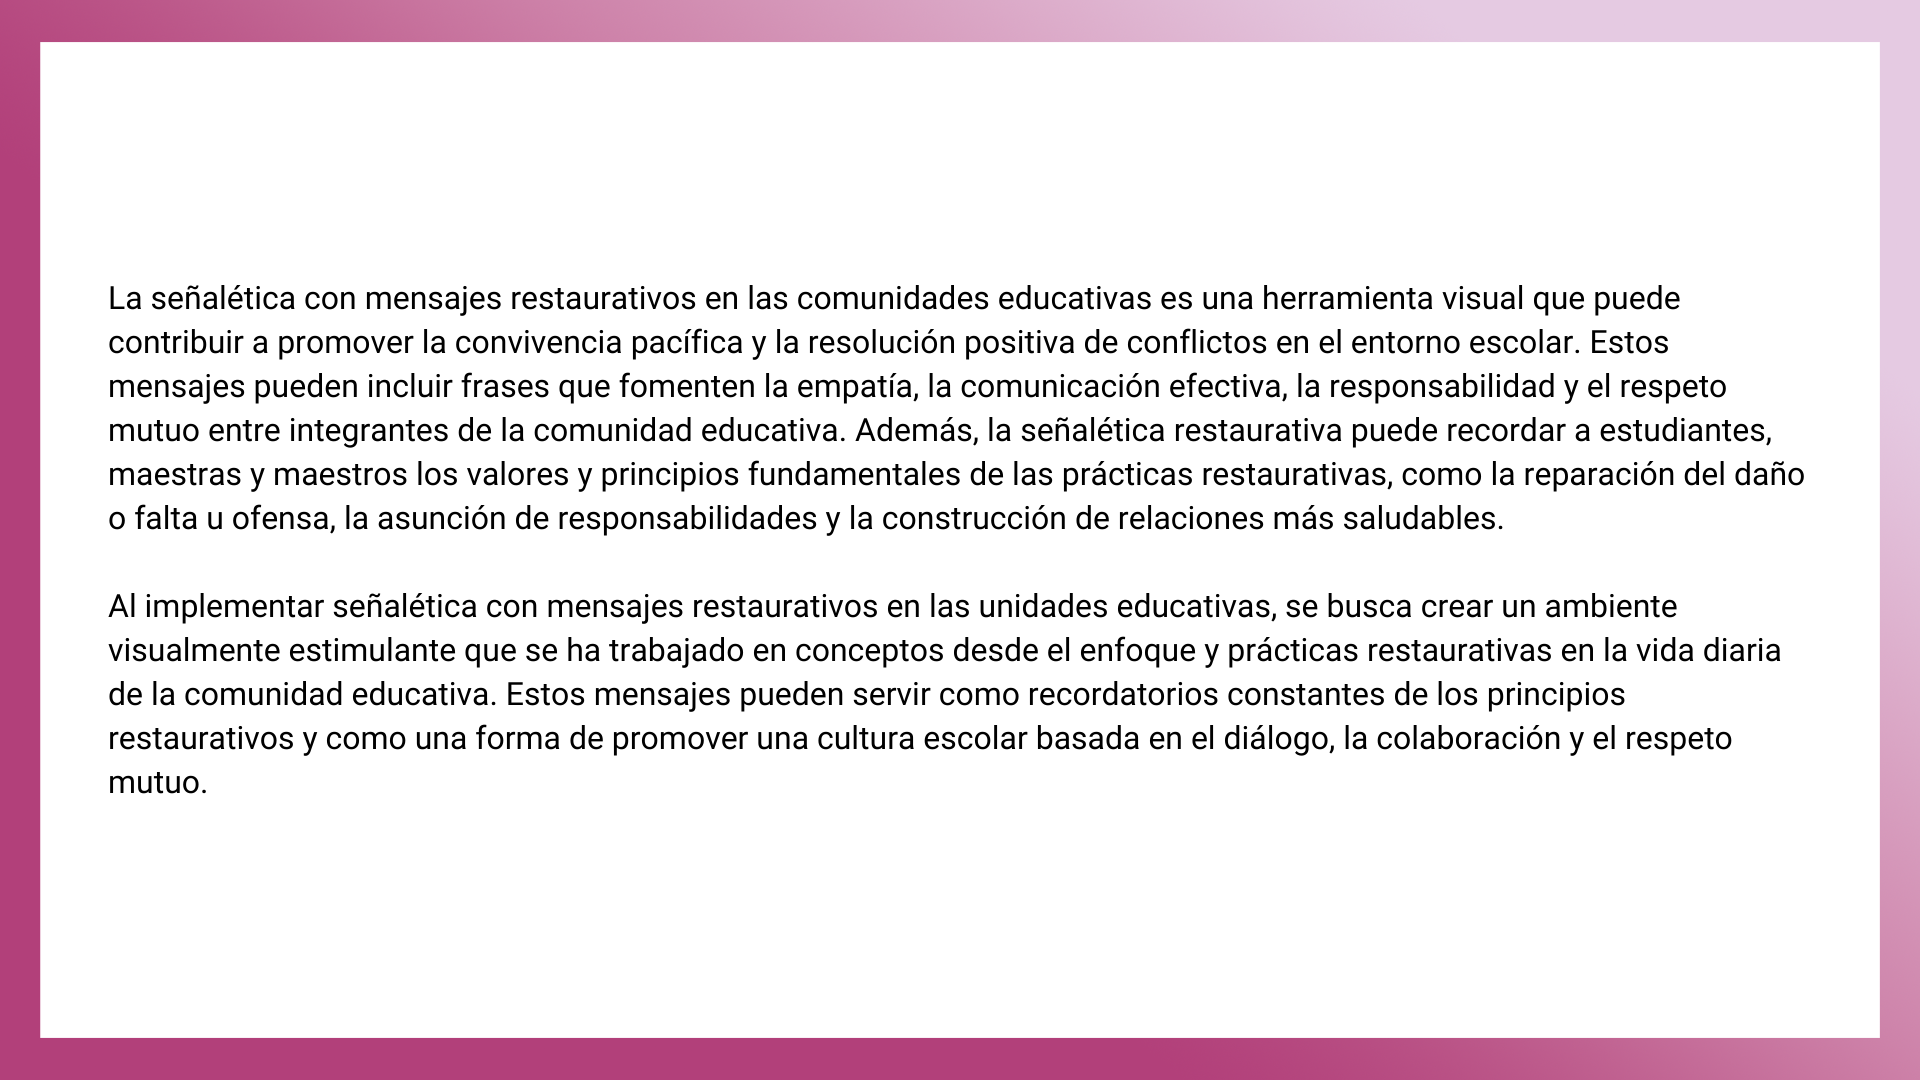 La señalética con mensajes restaurativos en las comunidades educativas es una herramienta visual que puede
contribuir a promover la convivencia pacífica y la resolución positiva de conflictos en el entorno escolar. Estos
mensajes pueden incluir frases que fomenten la empatía, la comunicación efectiva, la responsabilidad y el respeto
mutuo entre integrantes de la comunidad educativa. Además, la señalética restaurativa puede recordar a estudiantes,
maestras y maestros los valores y principios fundamentales de las prácticas restaurativas, como la reparación del daño
o falta u ofensa, la asunción de responsabilidades y la construcción de relaciones más saludables.
Al implementar señalética con mensajes restaurativos en las unidades educativas, se busca crear un ambiente
visualmente estimulante que se ha trabajado en conceptos desde el enfoque y prácticas restaurativas en la vida diaria
de la comunidad educativa. Estos mensajes pueden servir como recordatorios constantes de los principios
restaurativos y como una forma de promover una cultura escolar basada en el diálogo, la colaboración y el respeto
mutuo.